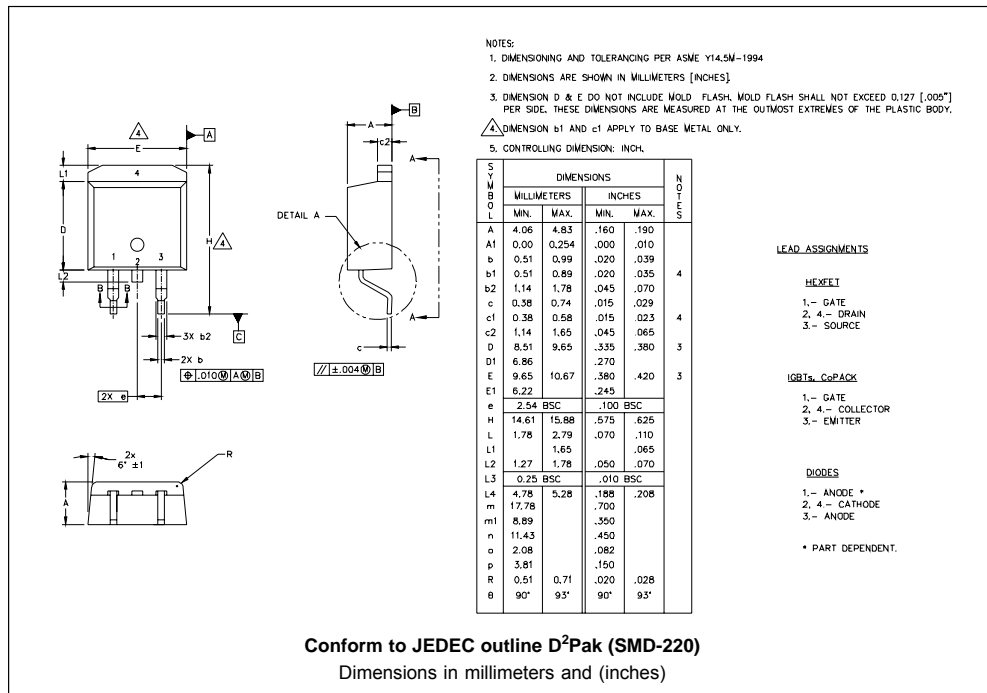 NOTES:
1. DIMENSIONING AND TOLERANCING PER ASME Y14.5M-1994
2. DIMENSIONS ARE SHOWN IN MILLIMETERS [INCHES].
3. DIMENSION D & E DO NOT INCLUDE MOLD FLASH. MOLD FLASH SHALL NOT EXCEED 0.127 [.005"]
PER SIDE. THESE DIMENSIONS ARE MEASURED AT THE OUTMOST EXTREMES OF THE PLASTIC BODY.
4. DIMENSION b1 AND c1 APPLY TO BASE METAL ONLY.
5. CONTROLLING DIMENSION: INCH.
4
A
E
L1
4
D
H
4
1
2
3
L2
B
B
3X b2
C
2X b
⌖ .010Ⓜ AⓂ B
2X e
B
A
c2
A
DETAIL A
A
c
// ±.004Ⓜ B
2x
6° ±1
R
A
SYMBOL DIMENSIONS NOTES
MILLIMETERS INCHES
MIN. MAX. MIN. MAX.
A 4.06 4.83 .160 .190
A1 0.00 0.254 .000 .010
b 0.51 0.99 .020 .039
b1 0.51 0.89 .020 .035 4
b2 1.14 1.78 .045 .070
c 0.38 0.74 .015 .029
c1 0.38 0.58 .015 .023 4
c2 1.14 1.65 .045 .065
D 8.51 9.65 .335 .380 3
D1 6.86 .270
E 9.65 10.67 .380 .420 3
E1 6.22 .245
e 2.54 BSC .100 BSC
H 14.61 15.88 .575 .625
L 1.78 2.79 .070 .110
L1 1.65 .065
L2 1.27 1.78 .050 .070
L3 0.25 BSC .010 BSC
L4 4.78 5.28 .188 .208
m 17.78 .700
m1 8.89 .350
n 11.43 .450
o 2.08 .082
p 3.81 .150
R 0.51 0.71 .020 .028
θ 90° 93° 90° 93°
LEAD ASSIGNMENTS
HEXFET
1.- GATE
2, 4.- DRAIN
3.- SOURCE
IGBTs, CoPACK
1.- GATE
2, 4.- COLLECTOR
3.- EMITTER
DIODES
1.- ANODE *
2, 4.- CATHODE
3.- ANODE
* PART DEPENDENT.
Conform to JEDEC outline D²Pak (SMD-220)
Dimensions in millimeters and (inches)